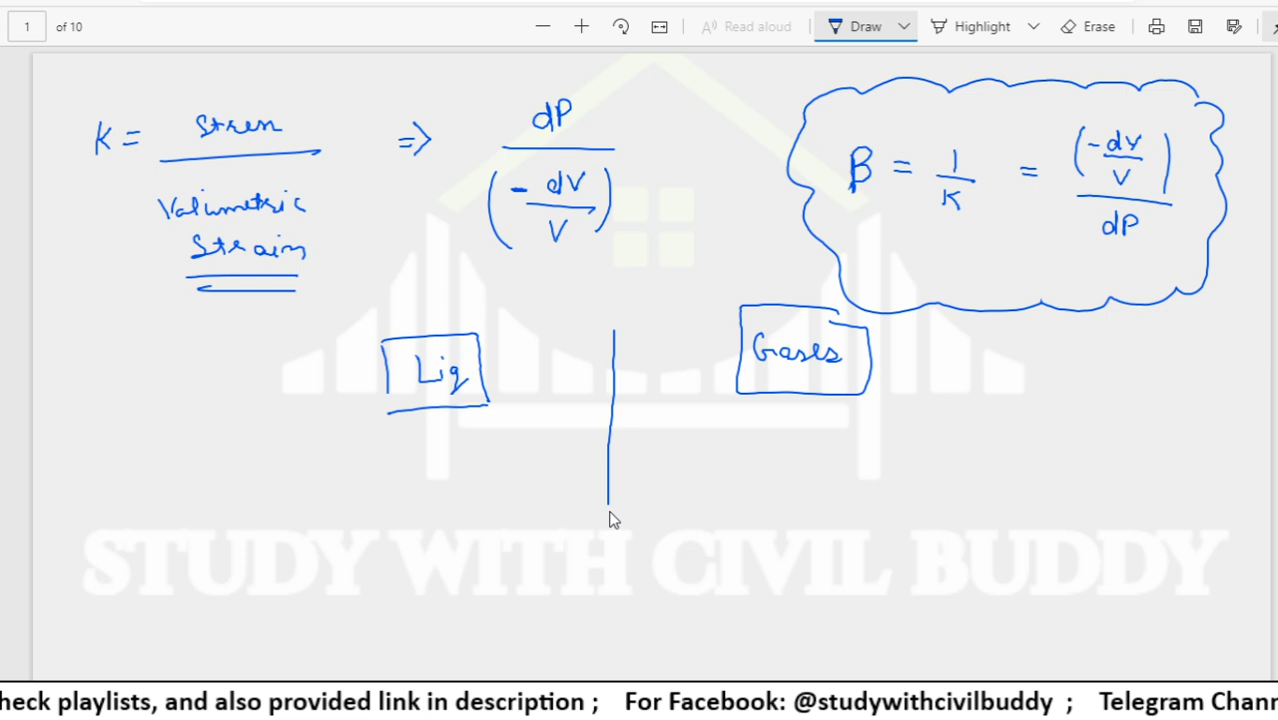 1 of 10 Read aloud Draw Highlight Erase
K = Stress / Valumetric Strain => dP / (- dV / V)
β = 1 / K = (- dV / V) / dP
Liq
Gases
STUDY WITH CIVIL BUDDY
heck playlists, and also provided link in description ; For Facebook: @studywithcivilbuddy ; Telegram Chann